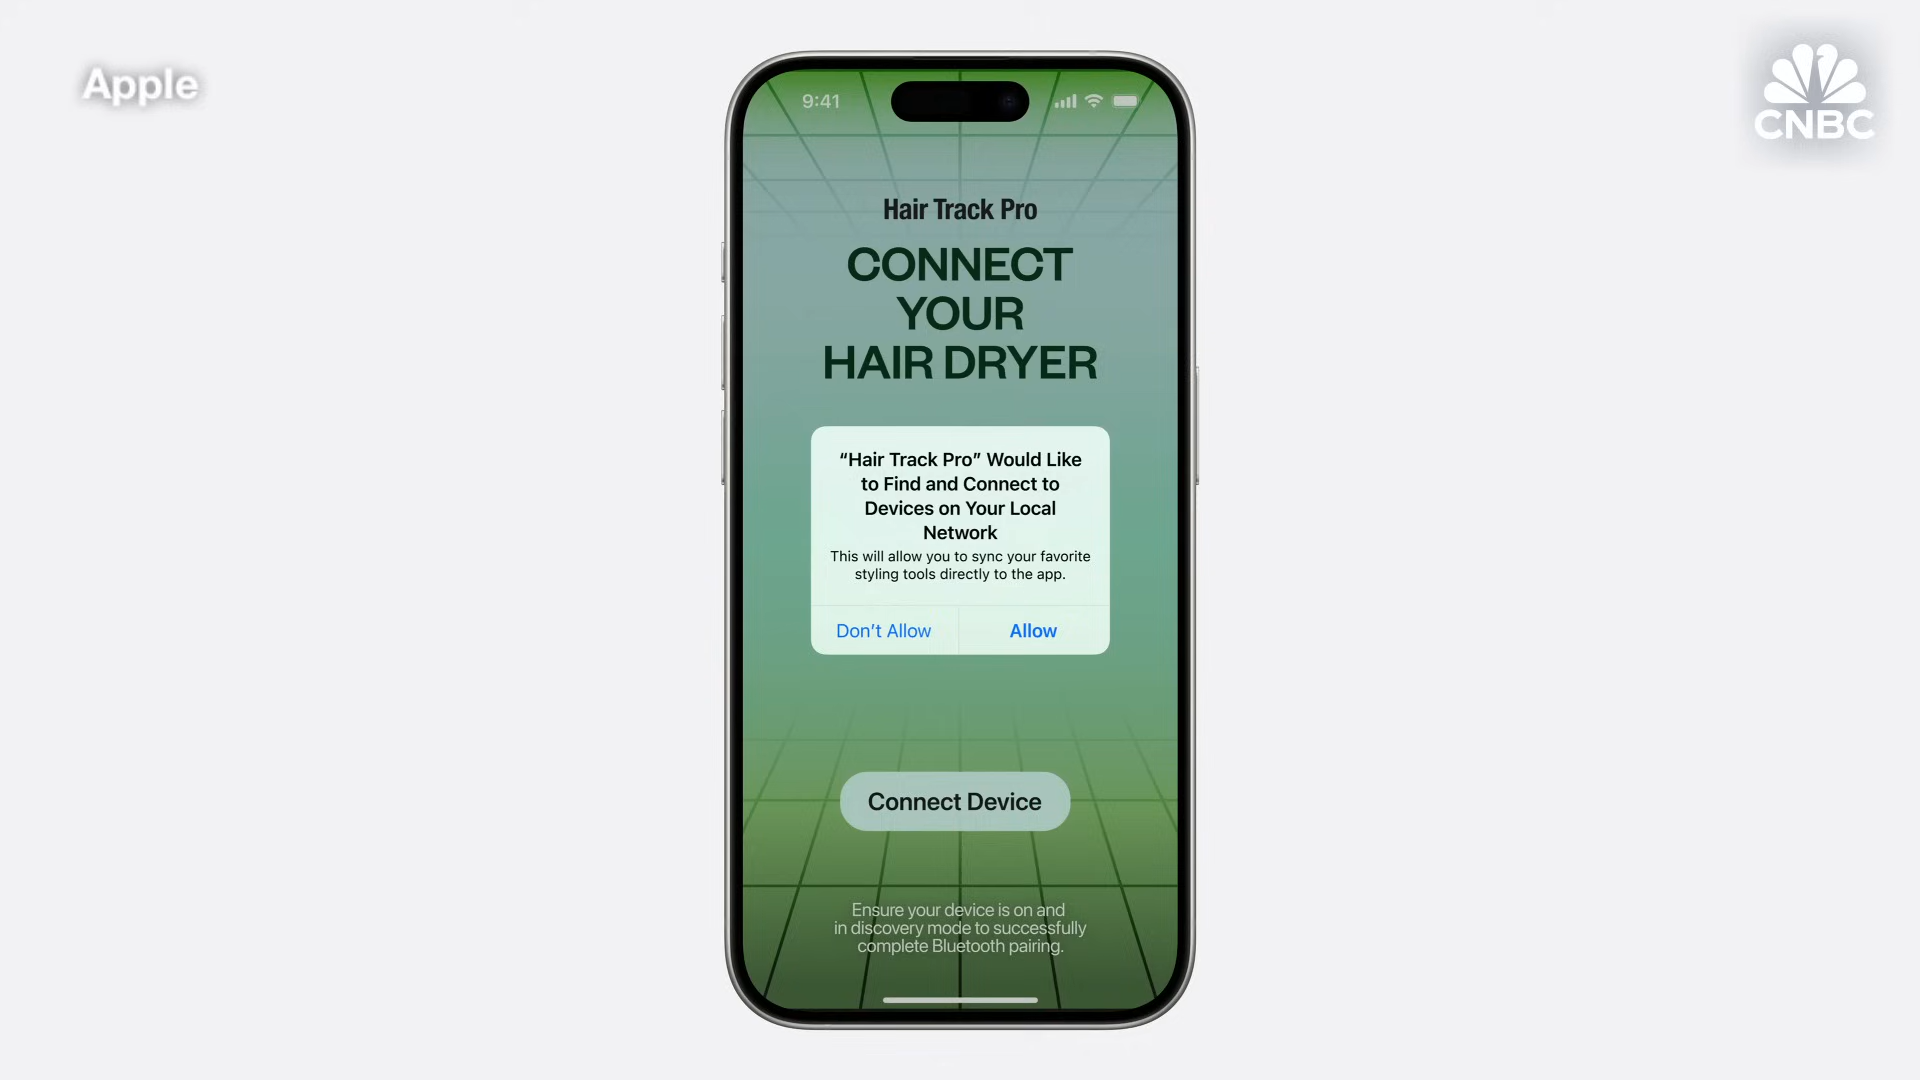 Apple
CNBC
9:41
Hair Track Pro
CONNECT
YOUR
HAIR DRYER
“Hair Track Pro” Would Like
to Find and Connect to
Devices on Your Local
Network
This will allow you to sync your favorite
styling tools directly to the app.
Don’t Allow
Allow
Connect Device
Ensure your device is on and
in discovery mode to successfully
complete Bluetooth pairing.